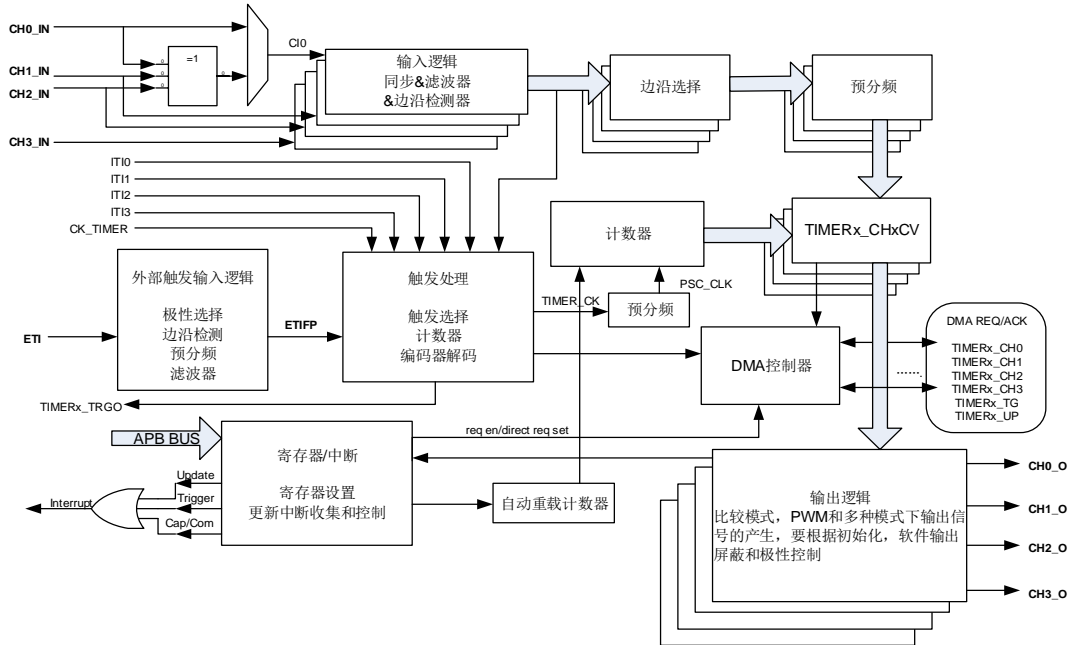 CH0_IN
CH1_IN
CH2_IN
CH3_IN
=1
CI0
输入逻辑
同步&滤波器
&边沿检测器
边沿选择
预分频
ITI0
ITI1
ITI2
ITI3
CK_TIMER
计数器
TIMERx_CHxCV
外部触发输入逻辑
极性选择
边沿检测
预分频
滤波器
ETI
ETIFP
触发处理
触发选择
计数器
编码器解码
TIMER_CK
PSC_CLK
预分频
DMA控制器
DMA REQ/ACK
TIMERx_CH0
TIMERx_CH1
TIMERx_CH2
TIMERx_CH3
TIMERx_TG
TIMERx_UP
…….
TIMERx_TRGO
APB BUS
req en/direct req set
寄存器/中断
寄存器设置
更新中断收集和控制
Update
Trigger
Cap/Com
Interrupt
自动重载计数器
输出逻辑
比较模式，PWM和多种模式下输出信
号的产生，要根据初始化，软件输出
屏蔽和极性控制
CH0_O
CH1_O
CH2_O
CH3_O